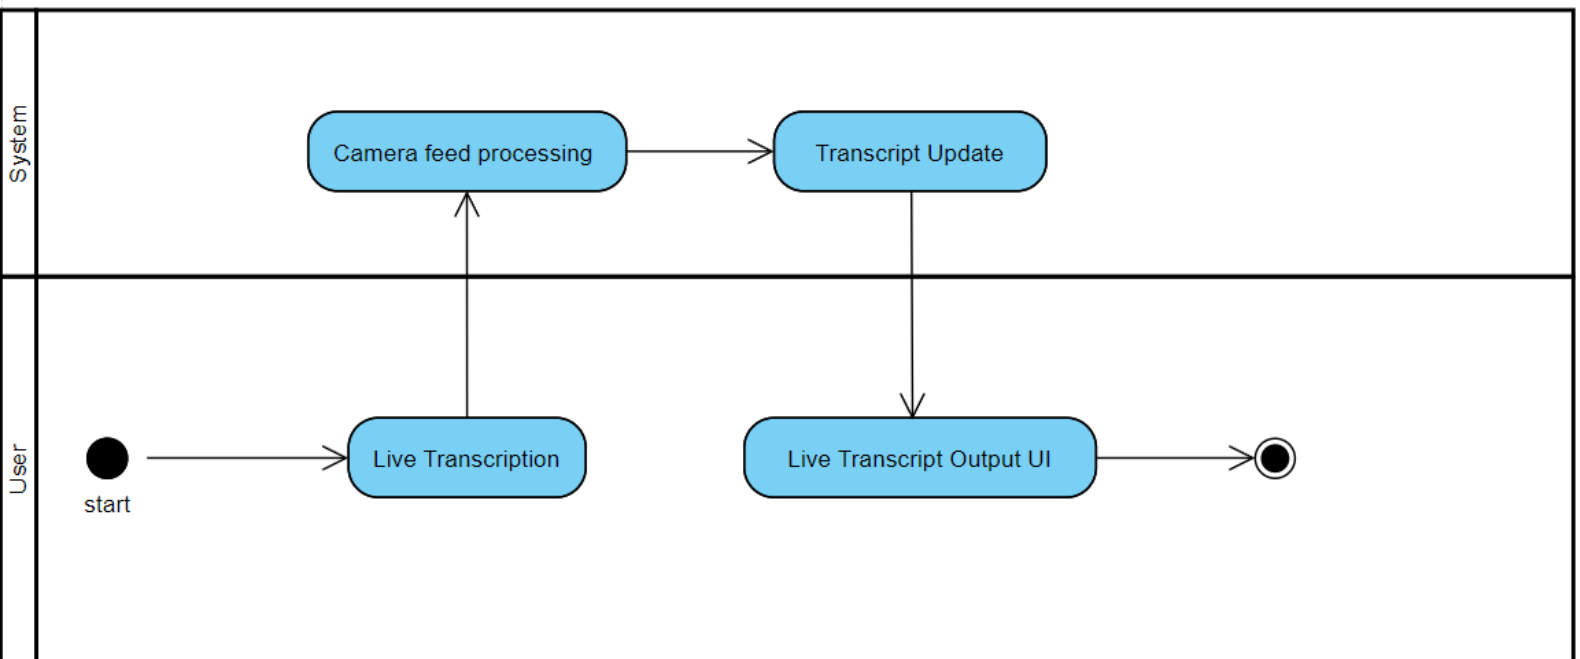 System
Camera feed processing
Transcript Update
User
start
Live Transcription
Live Transcript Output UI